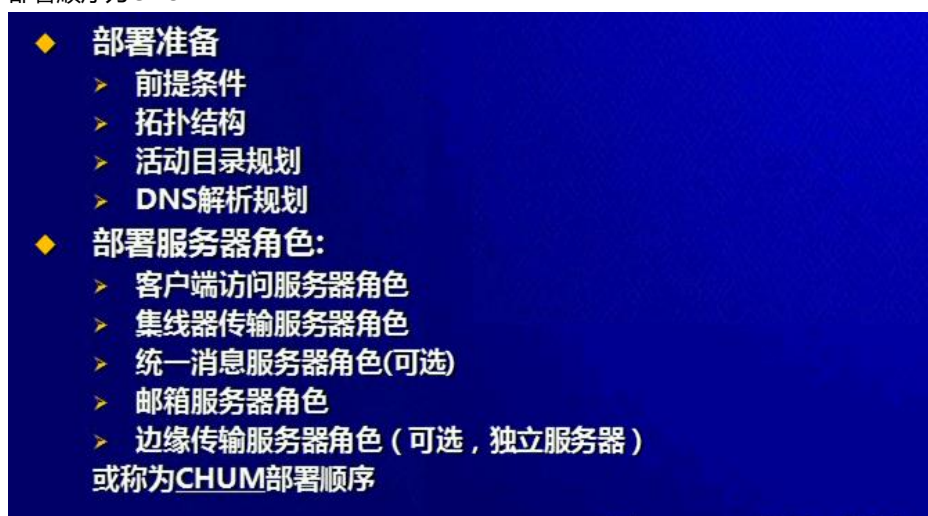 ◆ 部署准备
➢ 前提条件
➢ 拓扑结构
➢ 活动目录规划
➢ DNS解析规划
◆ 部署服务器角色:
➢ 客户端访问服务器角色
➢ 集线器传输服务器角色
➢ 统一消息服务器角色(可选)
➢ 邮箱服务器角色
➢ 边缘传输服务器角色（可选，独立服务器）
或称为CHUM部署顺序